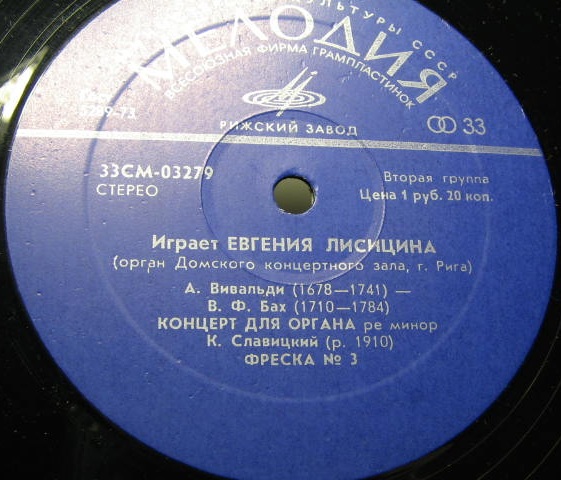 КУЛЬТУРЫ СССР
МЕЛОДИЯ
ВСЕСОЮЗНАЯ ФИРМА ГРАМПЛАСТИНОК
РИЖСКИЙ ЗАВОД
33
33СМ-03279
СТЕРЕО
Вторая группа
Цена 1 руб. 20 коп.
Играет ЕВГЕНИЯ ЛИСИЦИНА
(орган Домского концертного зала, г. Рига)
А. Вивальди (1678—1741) —
В. Ф. Бах (1710—1784)
КОНЦЕРТ ДЛЯ ОРГАНА ре минор
К. Славицкий (р. 1910)
ФРЕСКА № 3